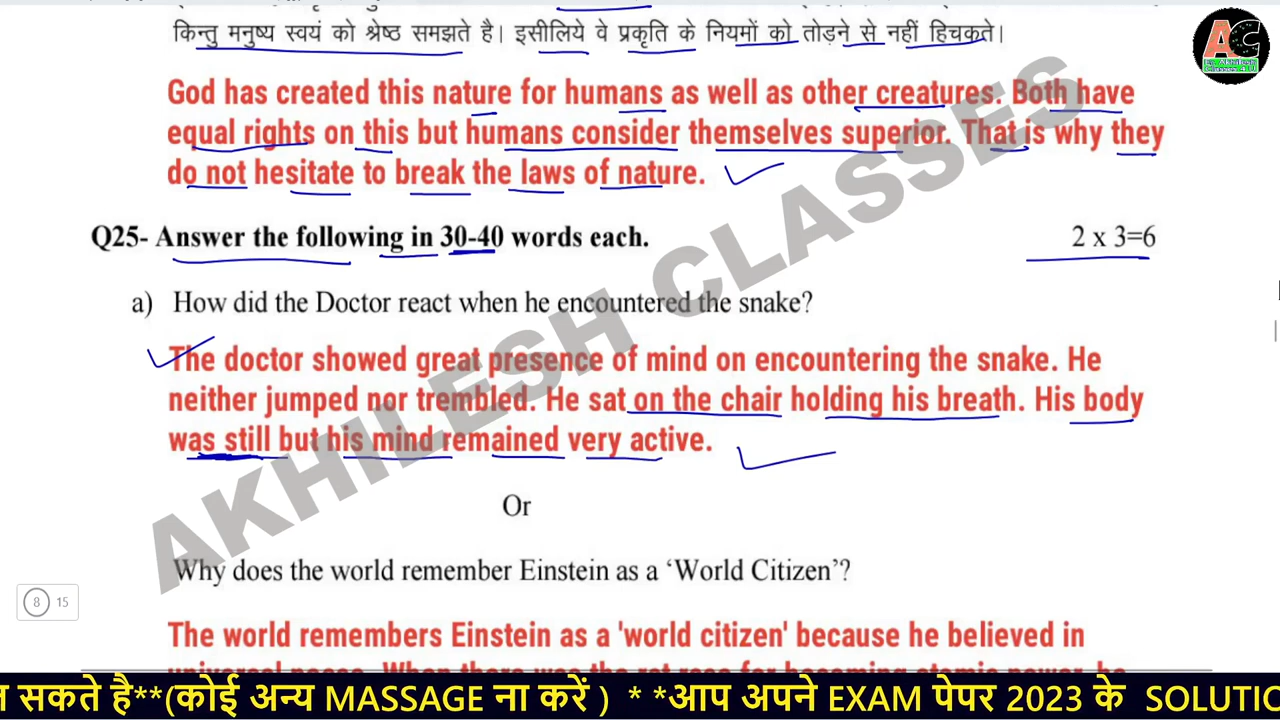 किन्तु मनुष्य स्वयं को श्रेष्ठ समझते है। इसीलिये वे प्रकृति के नियमों को तोड़ने से नहीं हिचकते।
AC
By Akhilesh
Classes 4 U
God has created this nature for humans as well as other creatures. Both have
equal rights on this but humans consider themselves superior. That is why they
do not hesitate to break the laws of nature.
Q25- Answer the following in 30-40 words each. 2 x 3=6
a) How did the Doctor react when he encountered the snake?
The doctor showed great presence of mind on encountering the snake. He
neither jumped nor trembled. He sat on the chair holding his breath. His body
was still but his mind remained very active.
AKHILESH CLASSES
Or
Why does the world remember Einstein as a ‘World Citizen’?
8 15
The world remembers Einstein as a 'world citizen' because he believed in
सकते है**(कोई अन्य MASSAGE ना करें ) * *आप अपने EXAM पेपर 2023 के SOLUTIO